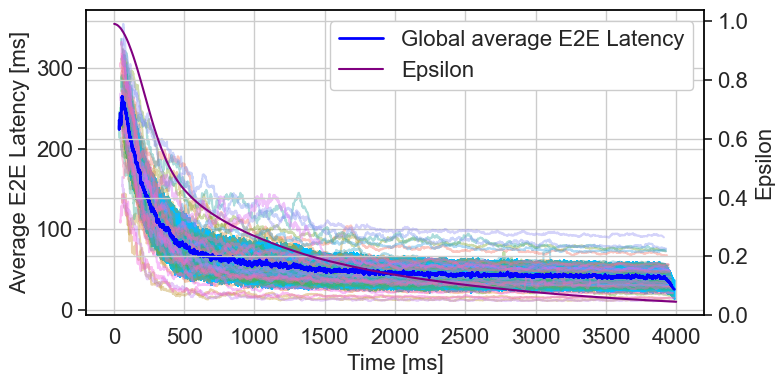 Global average E2E Latency
Epsilon
Average E2E Latency [ms]
300
200
100
0
1.0
0.8
0.6
0.4
0.2
0.0
Epsilon
0 500 1000 1500 2000 2500 3000 3500 4000
Time [ms]